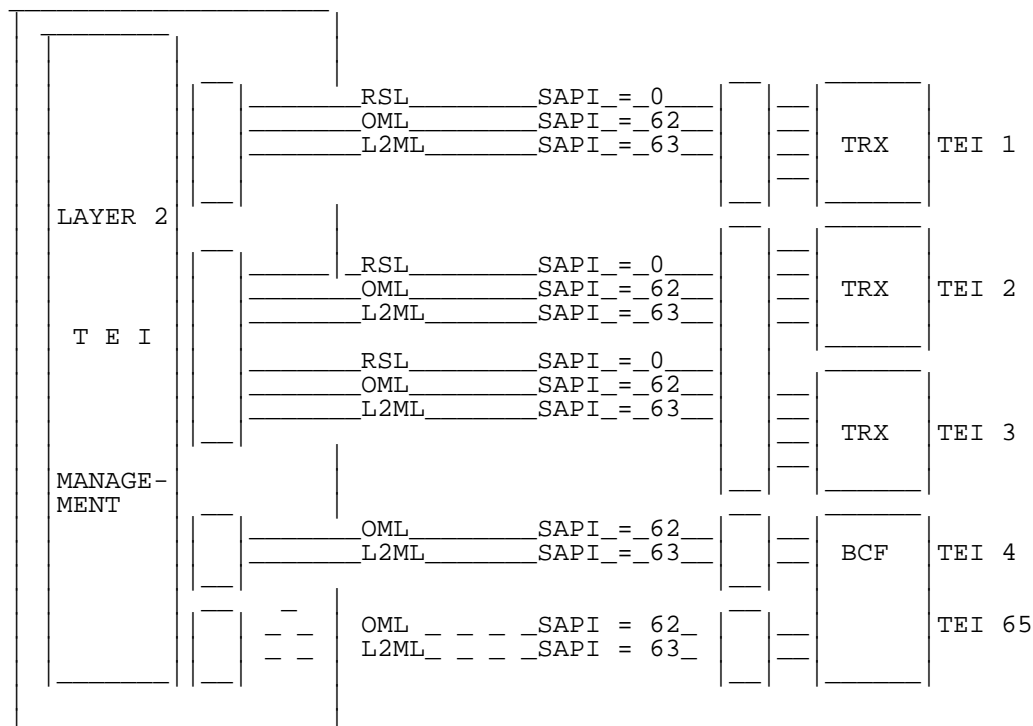 RSL SAPI = 0
OML SAPI = 62
L2ML SAPI = 63 TRX TEI 1
LAYER 2
RSL SAPI = 0
OML SAPI = 62 TRX TEI 2
L2ML SAPI = 63
T E I
RSL SAPI = 0
OML SAPI = 62
L2ML SAPI = 63
TRX TEI 3
MANAGE-
MENT
OML SAPI = 62
L2ML SAPI = 63 BCF TEI 4
OML SAPI = 62 TEI 65
L2ML SAPI = 63